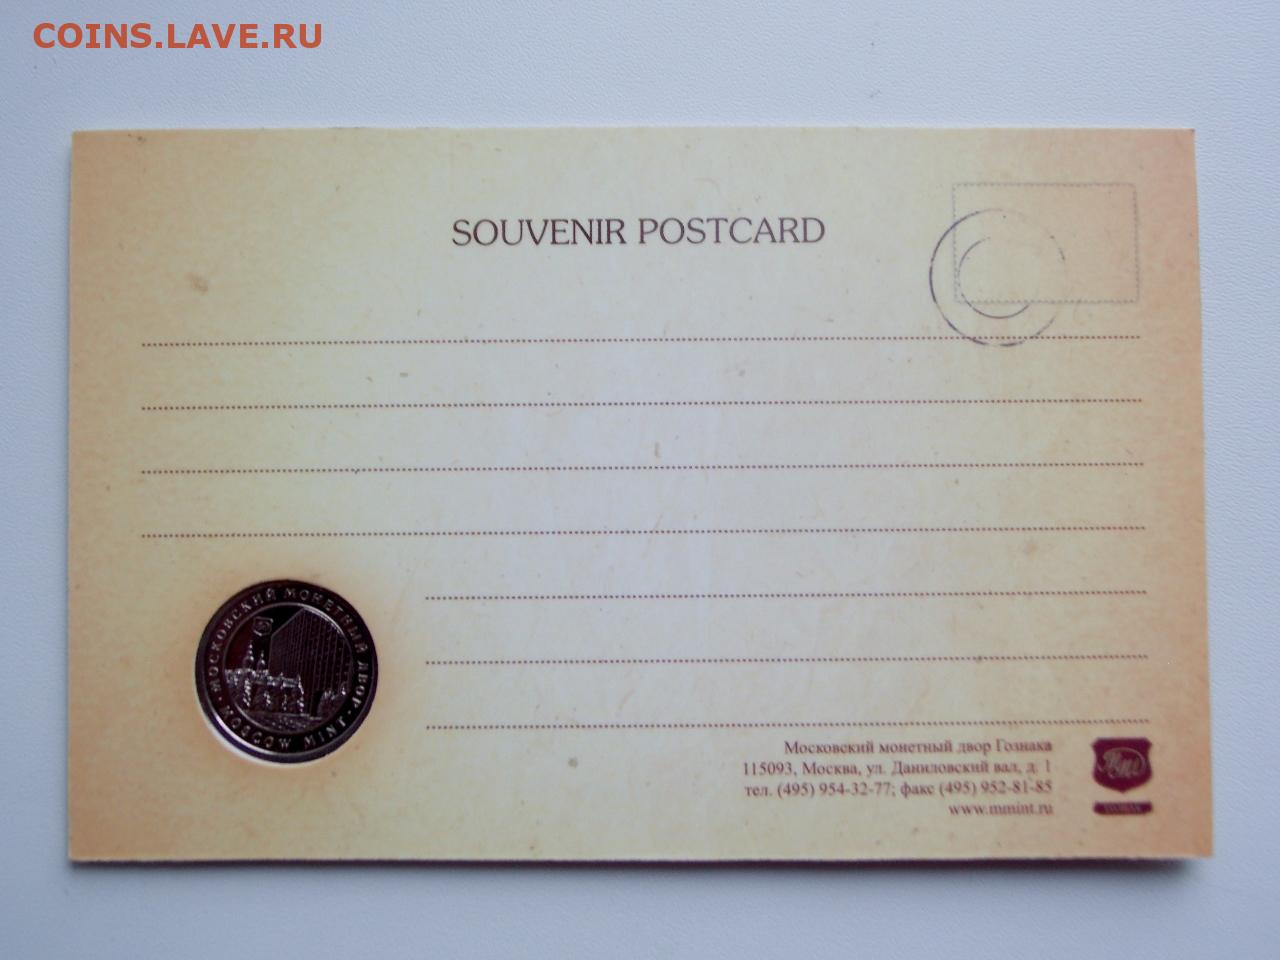 COINS.LAVE.RU
SOUVENIR POSTCARD
МОСКОВСКИЙ МОНЕТНЫЙ ДВОР
MOSCOW MINT
Московский монетный двор Гознака
115093, Москва, ул. Даниловский вал, д. 1
тел. (495) 954-32-77; факс (495) 952-81-85
www.mmint.ru